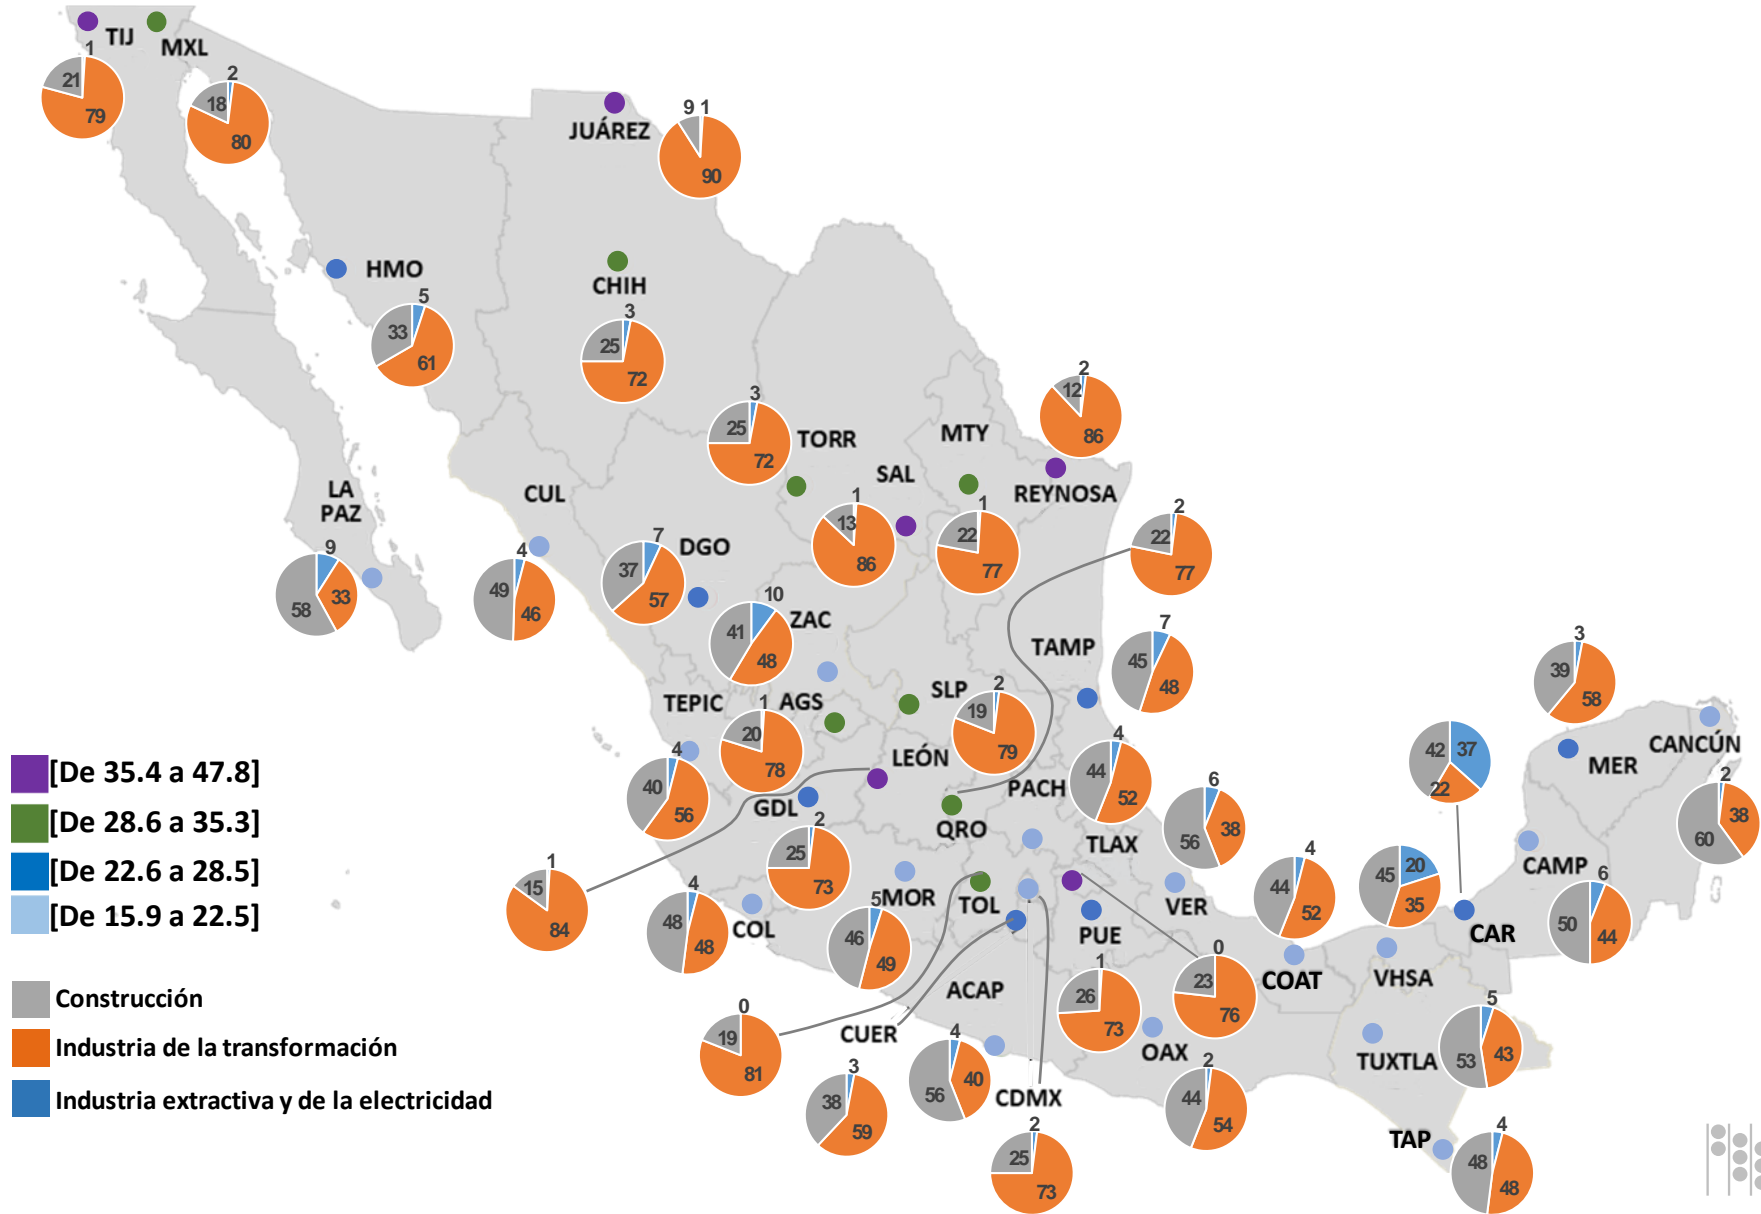 TIJ
MXL
1
21
79
2
18
80
JUÁREZ
9 1
90
HMO
5
33
61
CHIH
3
25
72
3
25
72
TORR
MTY
2
12
86
SAL
REYNOSA
LA
PAZ
9
58
33
CUL
4
49
46
7
37
57
DGO
1
13
86
1
22
77
2
22
77
10
41
48
ZAC
TAMP
7
45
48
3
39
58
TEPIC
AGS
SLP
1
20
78
2
19
79
4
40
56
LEÓN
GDL
PACH
QRO
4
44
52
TLAX
6
56
38
42
37
22
MER
CANCÚN
2
38
60
[De 35.4 a 47.8]
[De 28.6 a 35.3]
[De 22.6 a 28.5]
[De 15.9 a 22.5]
2
25
73
1
15
84
4
48
48
COL
MOR
5
46
49
TOL
PUE
VER
4
44
52
45
20
35
CAMP
CAR
6
50
44
COAT
VHSA
Construcción
Industria de la transformación
Industria extractiva y de la electricidad
0
19
81
CUER
ACAP
1
26
73
0
23
76
OAX
TUXTLA
5
53
43
3
38
59
4
56
40
CDMX
2
25
73
2
44
54
TAP
4
48
48